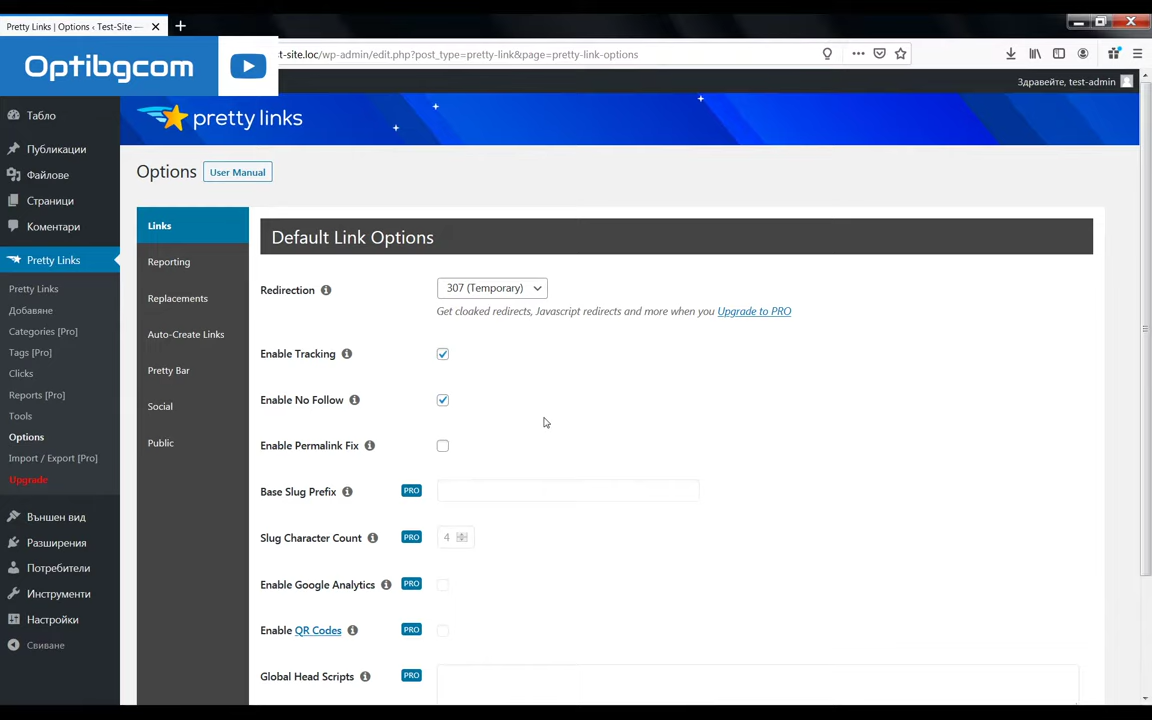 Pretty Links | Options ‹ Test-Site —
Optibgcom
t-site.loc/wp-admin/edit.php?post_type=pretty-link&page=pretty-link-options
Здравейте, test-admin
Табло
Публикации
Файлове
Страници
Коментари
Pretty Links
Pretty Links
Добавяне
Categories [Pro]
Tags [Pro]
Clicks
Reports [Pro]
Tools
Options
Import / Export [Pro]
Upgrade
Външен вид
Разширения
Потребители
Инструменти
Настройки
Свиване
pretty links
Options
User Manual
Links
Reporting
Replacements
Auto-Create Links
Pretty Bar
Social
Public
Default Link Options
Redirection
307 (Temporary)
Get cloaked redirects, Javascript redirects and more when you Upgrade to PRO
Enable Tracking
Enable No Follow
Enable Permalink Fix
Base Slug Prefix PRO
Slug Character Count PRO 4
Enable Google Analytics PRO
Enable QR Codes PRO
Global Head Scripts PRO